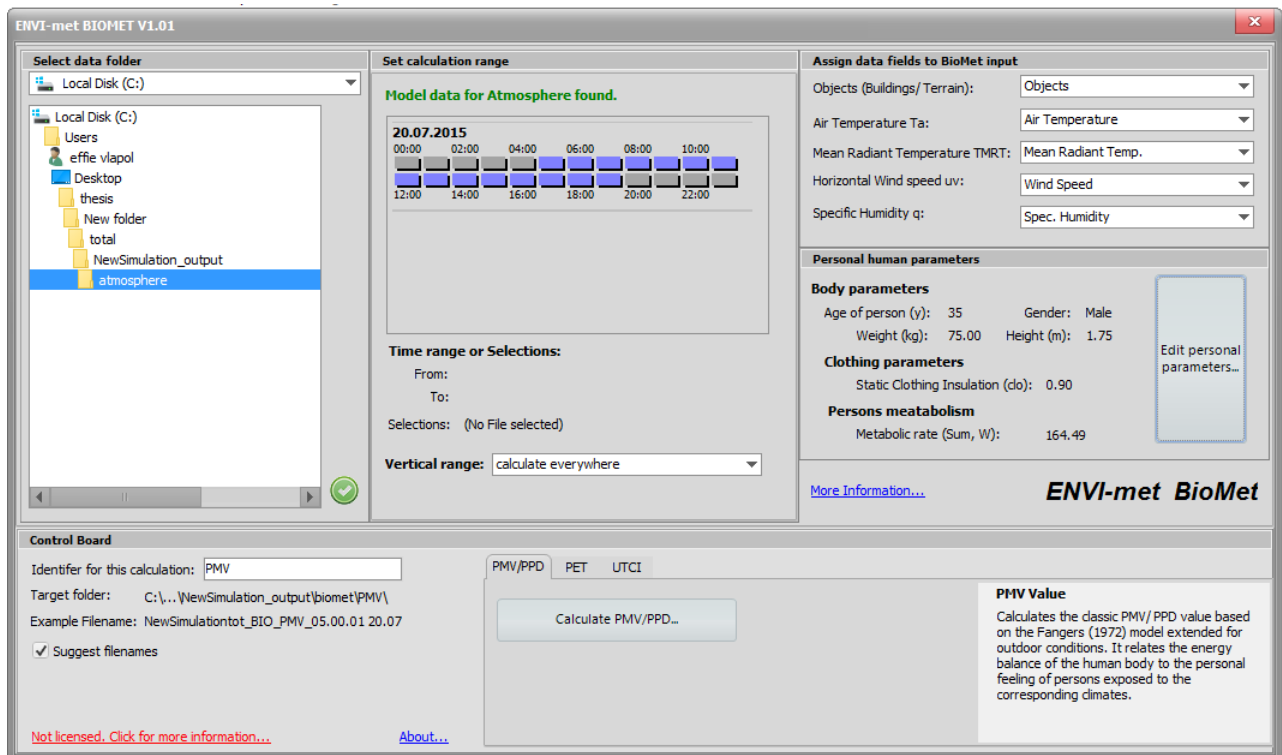 ENVI-met BIOMET V1.01
Select data folder
Local Disk (C:)
Local Disk (C:)
Users
effie vlapol
Desktop
thesis
New folder
total
NewSimulation_output
atmosphere
Set calculation range
Model data for Atmosphere found.
20.07.2015
00:00 02:00 04:00 06:00 08:00 10:00
12:00 14:00 16:00 18:00 20:00 22:00
Time range or Selections:
From:
To:
Selections: (No File selected)
Vertical range: calculate everywhere
Assign data fields to BioMet input
Objects (Buildings/ Terrain): Objects
Air Temperature Ta: Air Temperature
Mean Radiant Temperature TMRT: Mean Radiant Temp.
Horizontal Wind speed uv: Wind Speed
Specific Humidity q: Spec. Humidity
Personal human parameters
Body parameters
Age of person (y): 35 Gender: Male
Weight (kg): 75.00 Height (m): 1.75
Clothing parameters
Static Clothing Insulation (clo): 0.90
Persons meatabolism
Metabolic rate (Sum, W): 164.49
Edit personal
parameters...
More Information...
ENVI-met BioMet
Control Board
Identifer for this calculation: PMV
Target folder: C:\...\NewSimulation_output\biomet\PMV\
Example Filename: NewSimulationtot_BIO_PMV_05.00.01 20.07
Suggest filenames
Not licensed. Click for more information...
About...
PMV/PPD PET UTCI
Calculate PMV/PPD...
PMV Value
Calculates the classic PMV/ PPD value based
on the Fangers (1972) model extended for
outdoor conditions. It relates the energy
balance of the human body to the personal
feeling of persons exposed to the
corresponding climates.